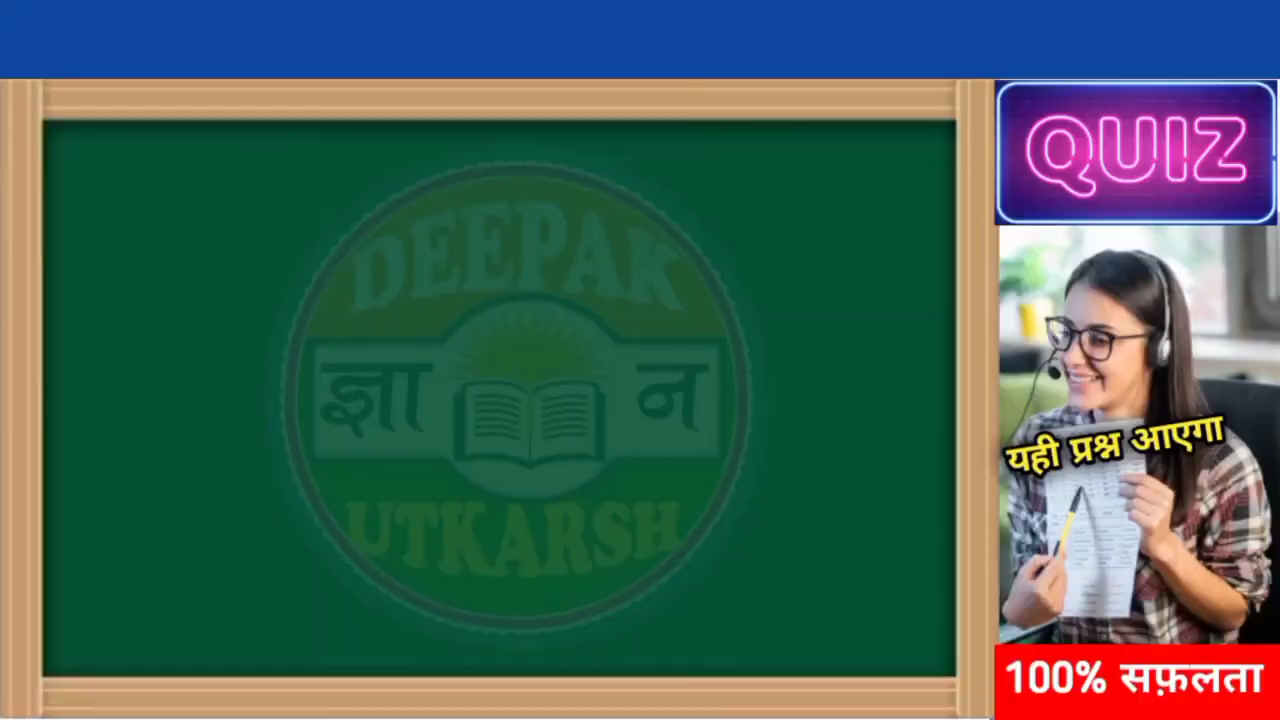 QUIZ
DEEPAK
ज्ञान
UTKARSH
यही प्रश्न आएगा
100% सफ़लता